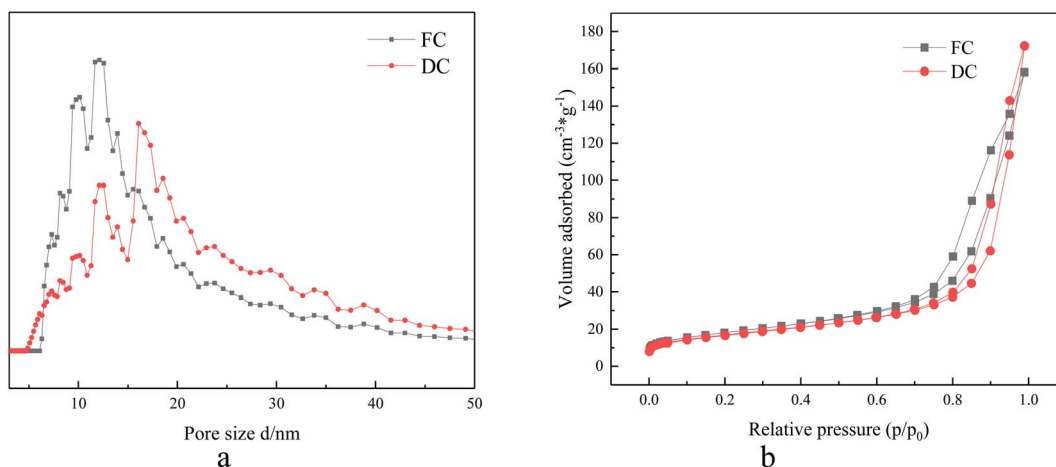 FC
DC
10
20
30
40
50
Pore size d/nm
a
FC
DC
180
160
140
120
100
80
60
40
20
0
Volume adsorbed (cm⁻³*g⁻¹)
0.0
0.2
0.4
0.6
0.8
1.0
Relative pressure (p/p₀)
b